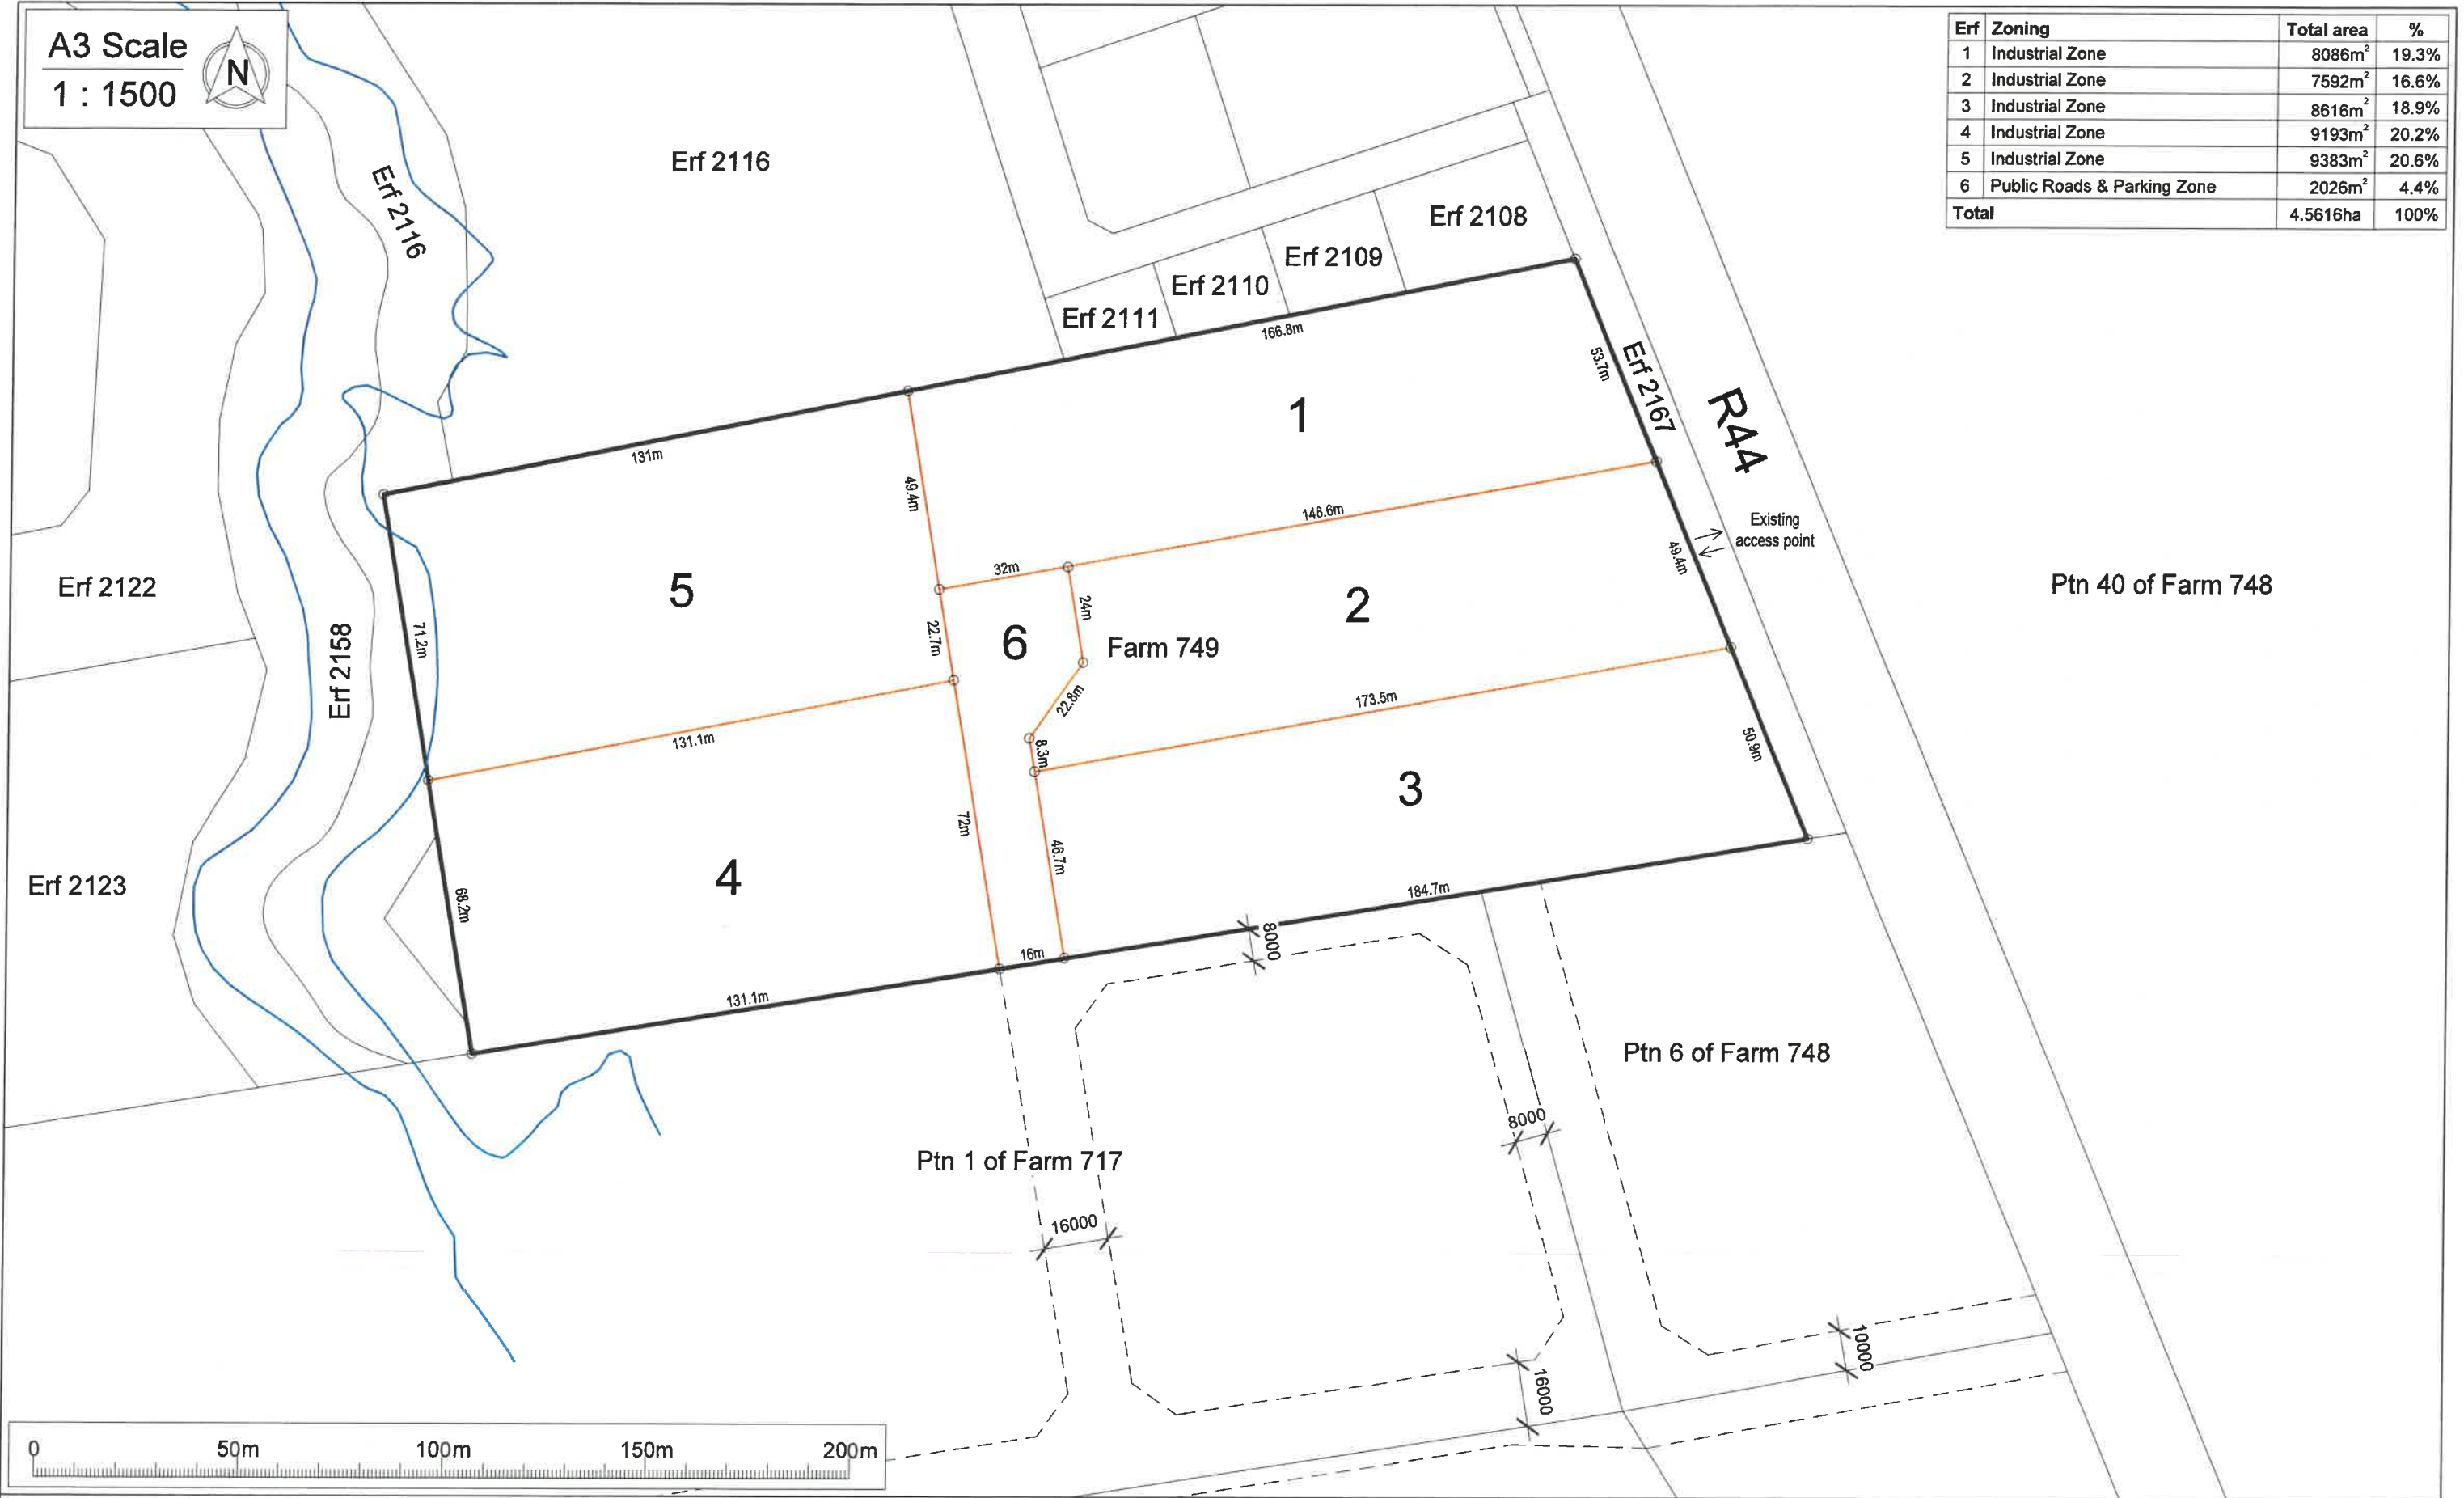 A3 Scale
1 : 1500
N
Erf Zoning Total area %
1 Industrial Zone 8086m² 19.3%
2 Industrial Zone 7592m² 16.6%
3 Industrial Zone 8616m² 18.9%
4 Industrial Zone 9193m² 20.2%
5 Industrial Zone 9383m² 20.6%
6 Public Roads & Parking Zone 2026m² 4.4%
Total 4.5616ha 100%
Erf 2116
Erf 2116
Erf 2108
Erf 2109
Erf 2110
Erf 2111
166.8m
53.7m
Erf 2167
R44
1
131m
49.4m
146.6m
Existing
access point
49.4m
32m
24m
5
2
6
Farm 749
22.7m
22.8m
Erf 2122
Erf 2158
71.2m
Ptn 40 of Farm 748
131.1m
8.3m
173.5m
50.9m
3
72m
46.7m
4
Erf 2123
68.2m
184.7m
8000
16m
131.1m
Ptn 6 of Farm 748
8000
Ptn 1 of Farm 717
16000
10000
16000
0 50m 100m 150m 200m